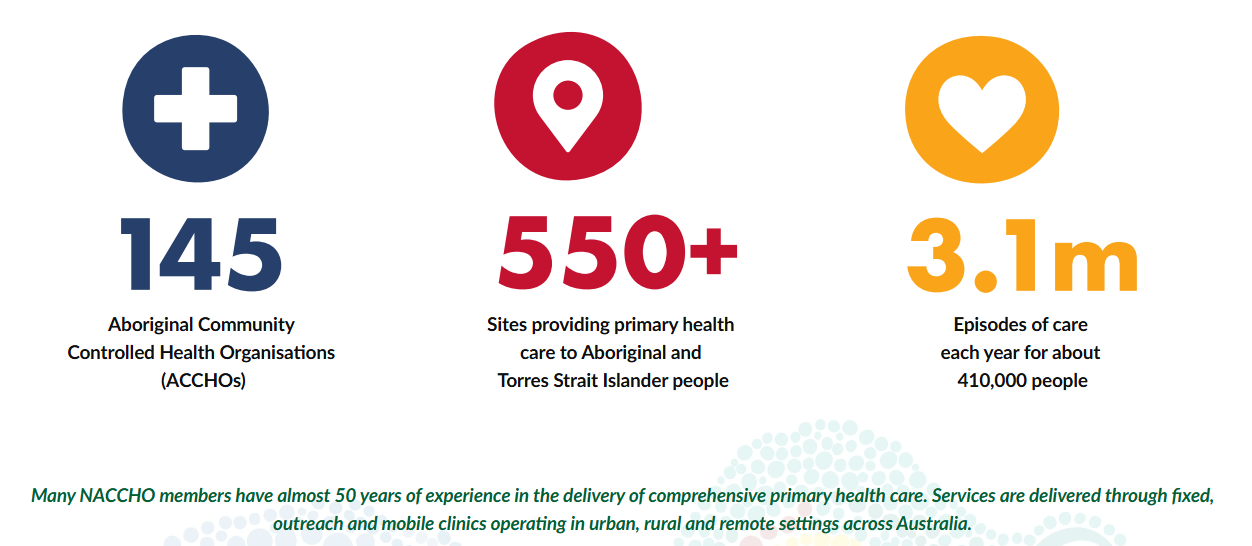 145
Aboriginal Community
Controlled Health Organisations
(ACCHOs)
550+
Sites providing primary health
care to Aboriginal and
Torres Strait Islander people
3.1m
Episodes of care
each year for about
410,000 people
Many NACCHO members have almost 50 years of experience in the delivery of comprehensive primary health care. Services are delivered through fixed,
outreach and mobile clinics operating in urban, rural and remote settings across Australia.